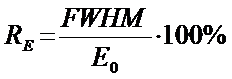 R_E = FWHM / E_0 · 100%